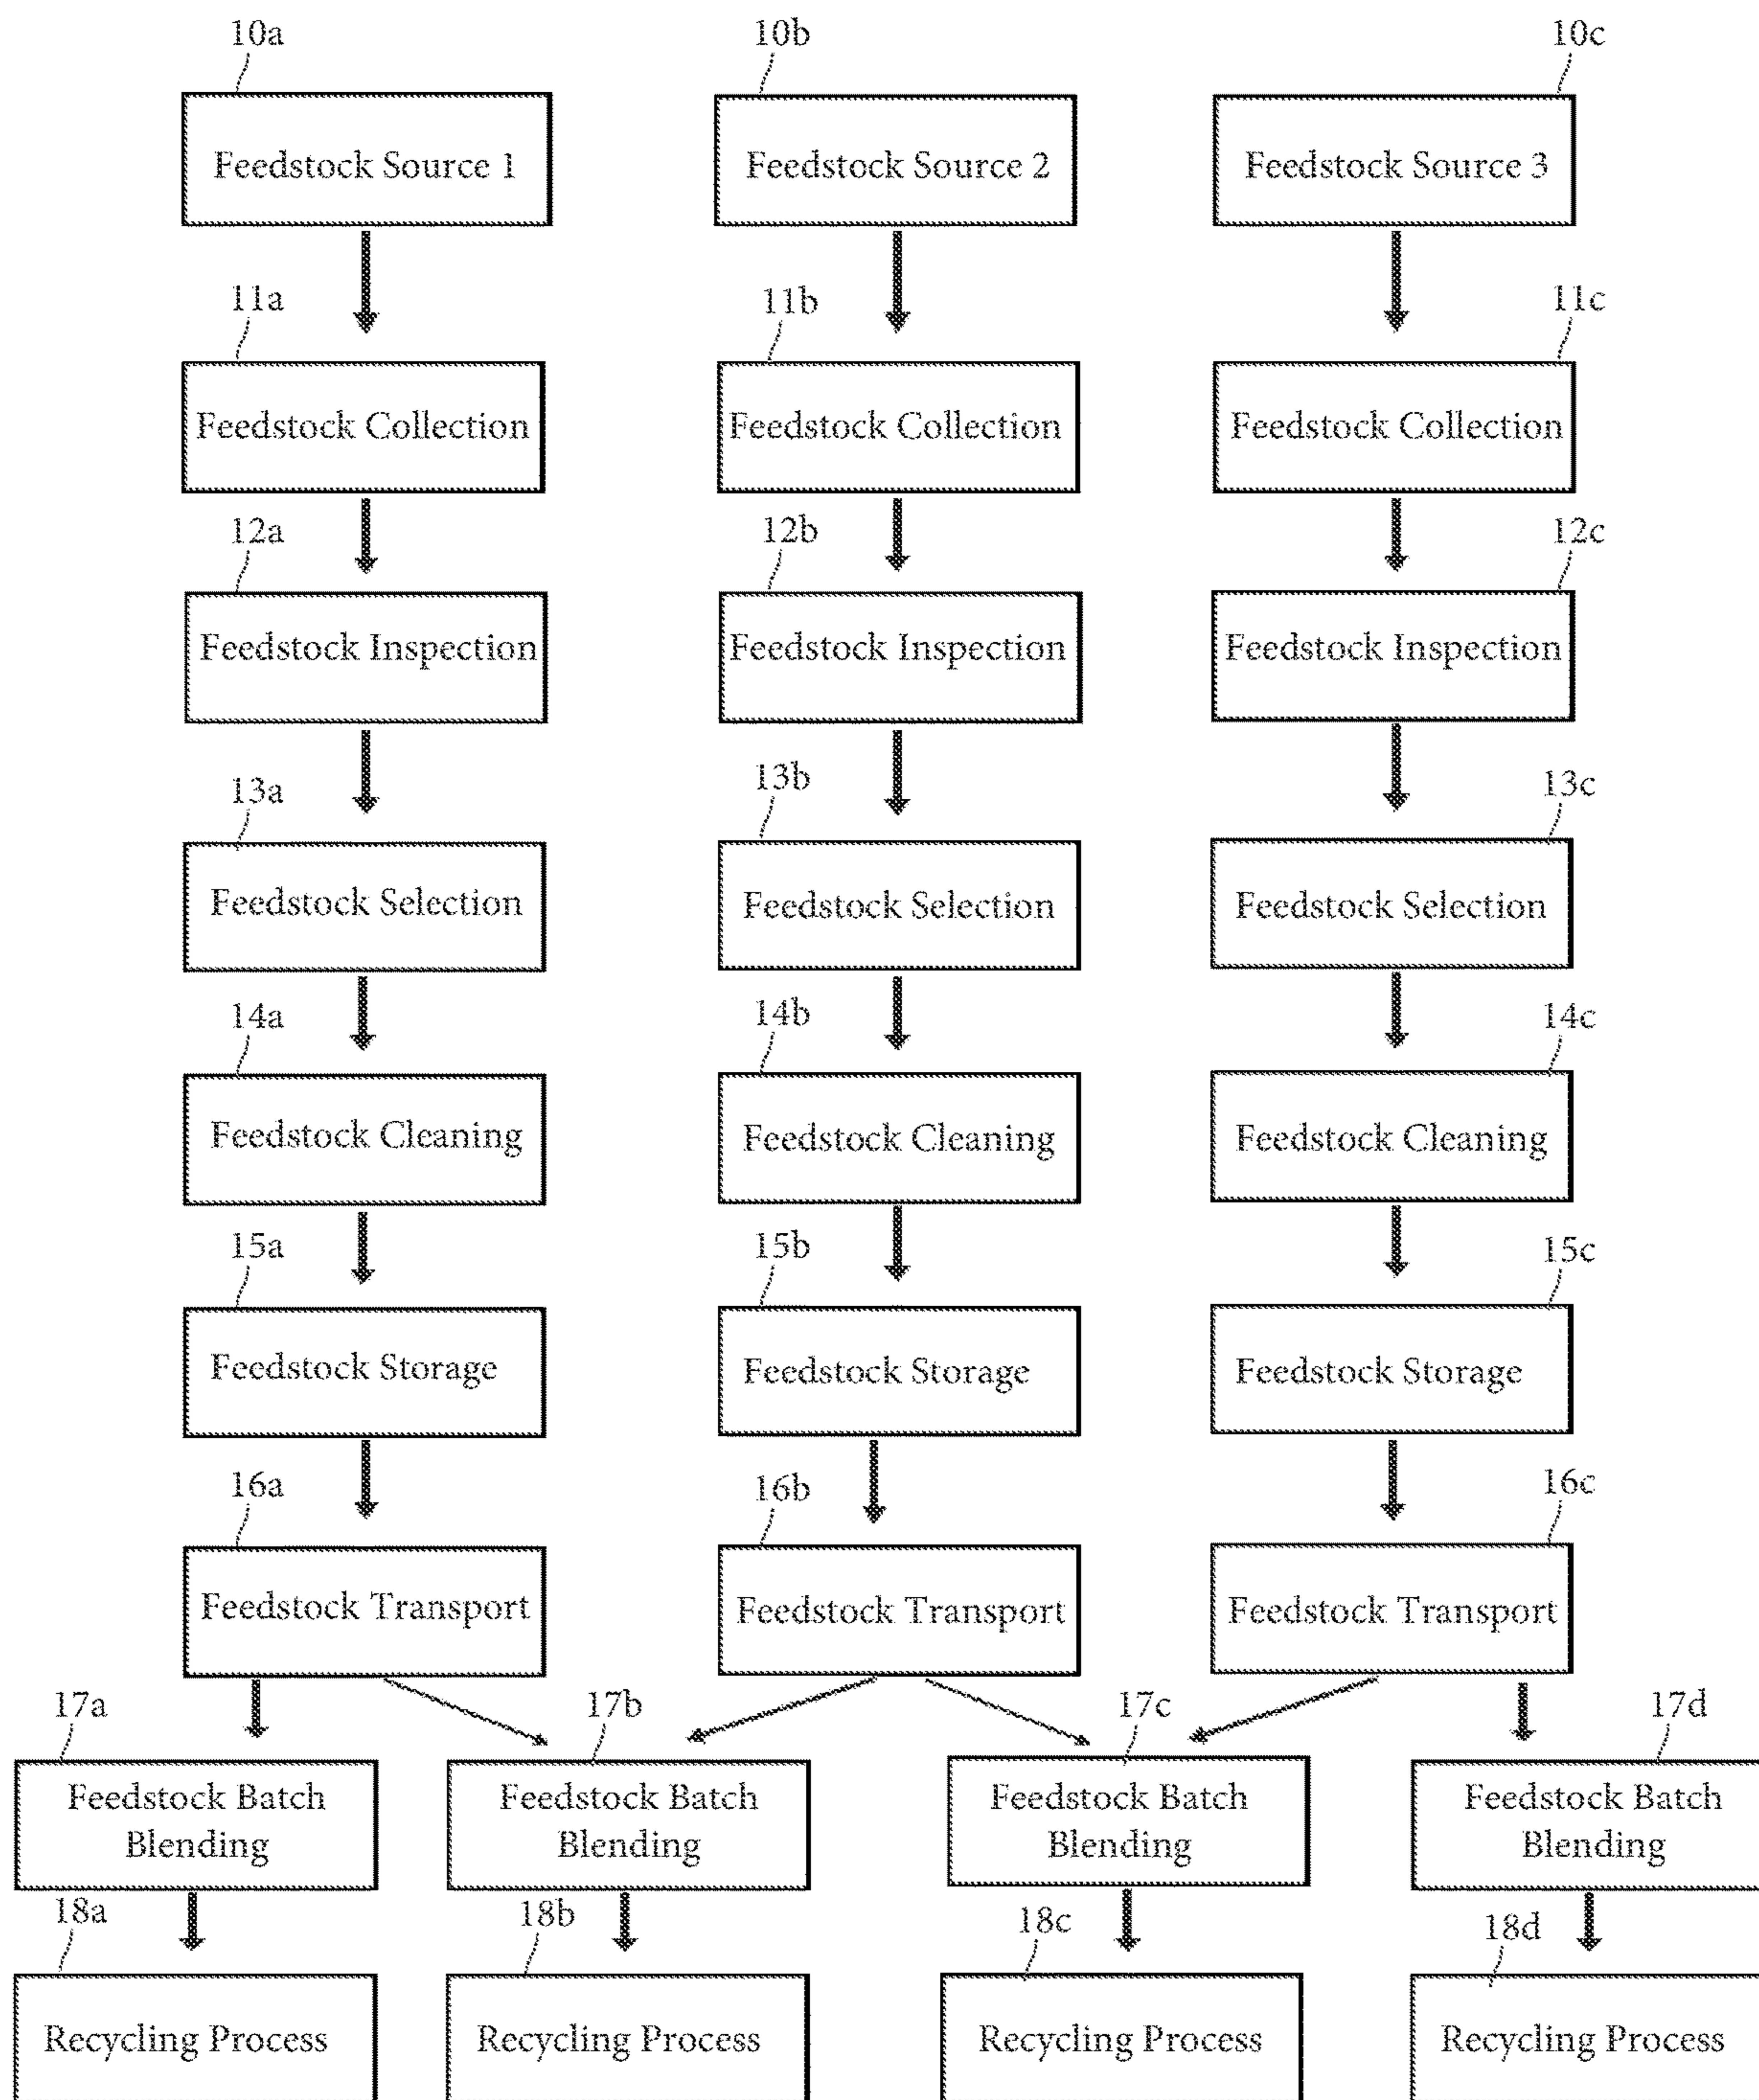 10a 10b 10c
Feedstock Source 1 Feedstock Source 2 Feedstock Source 3
11a 11b 11c
Feedstock Collection Feedstock Collection Feedstock Collection
12a 12b 12c
Feedstock Inspection Feedstock Inspection Feedstock Inspection
13a 13b 13c
Feedstock Selection Feedstock Selection Feedstock Selection
14a 14b 14c
Feedstock Cleaning Feedstock Cleaning Feedstock Cleaning
15a 15b 15c
Feedstock Storage Feedstock Storage Feedstock Storage
16a 16b 16c
Feedstock Transport Feedstock Transport Feedstock Transport
17a 17b 17c 17d
Feedstock Batch Feedstock Batch Feedstock Batch Feedstock Batch
Blending Blending Blending Blending
18a 18b 18c 18d
Recycling Process Recycling Process Recycling Process Recycling Process